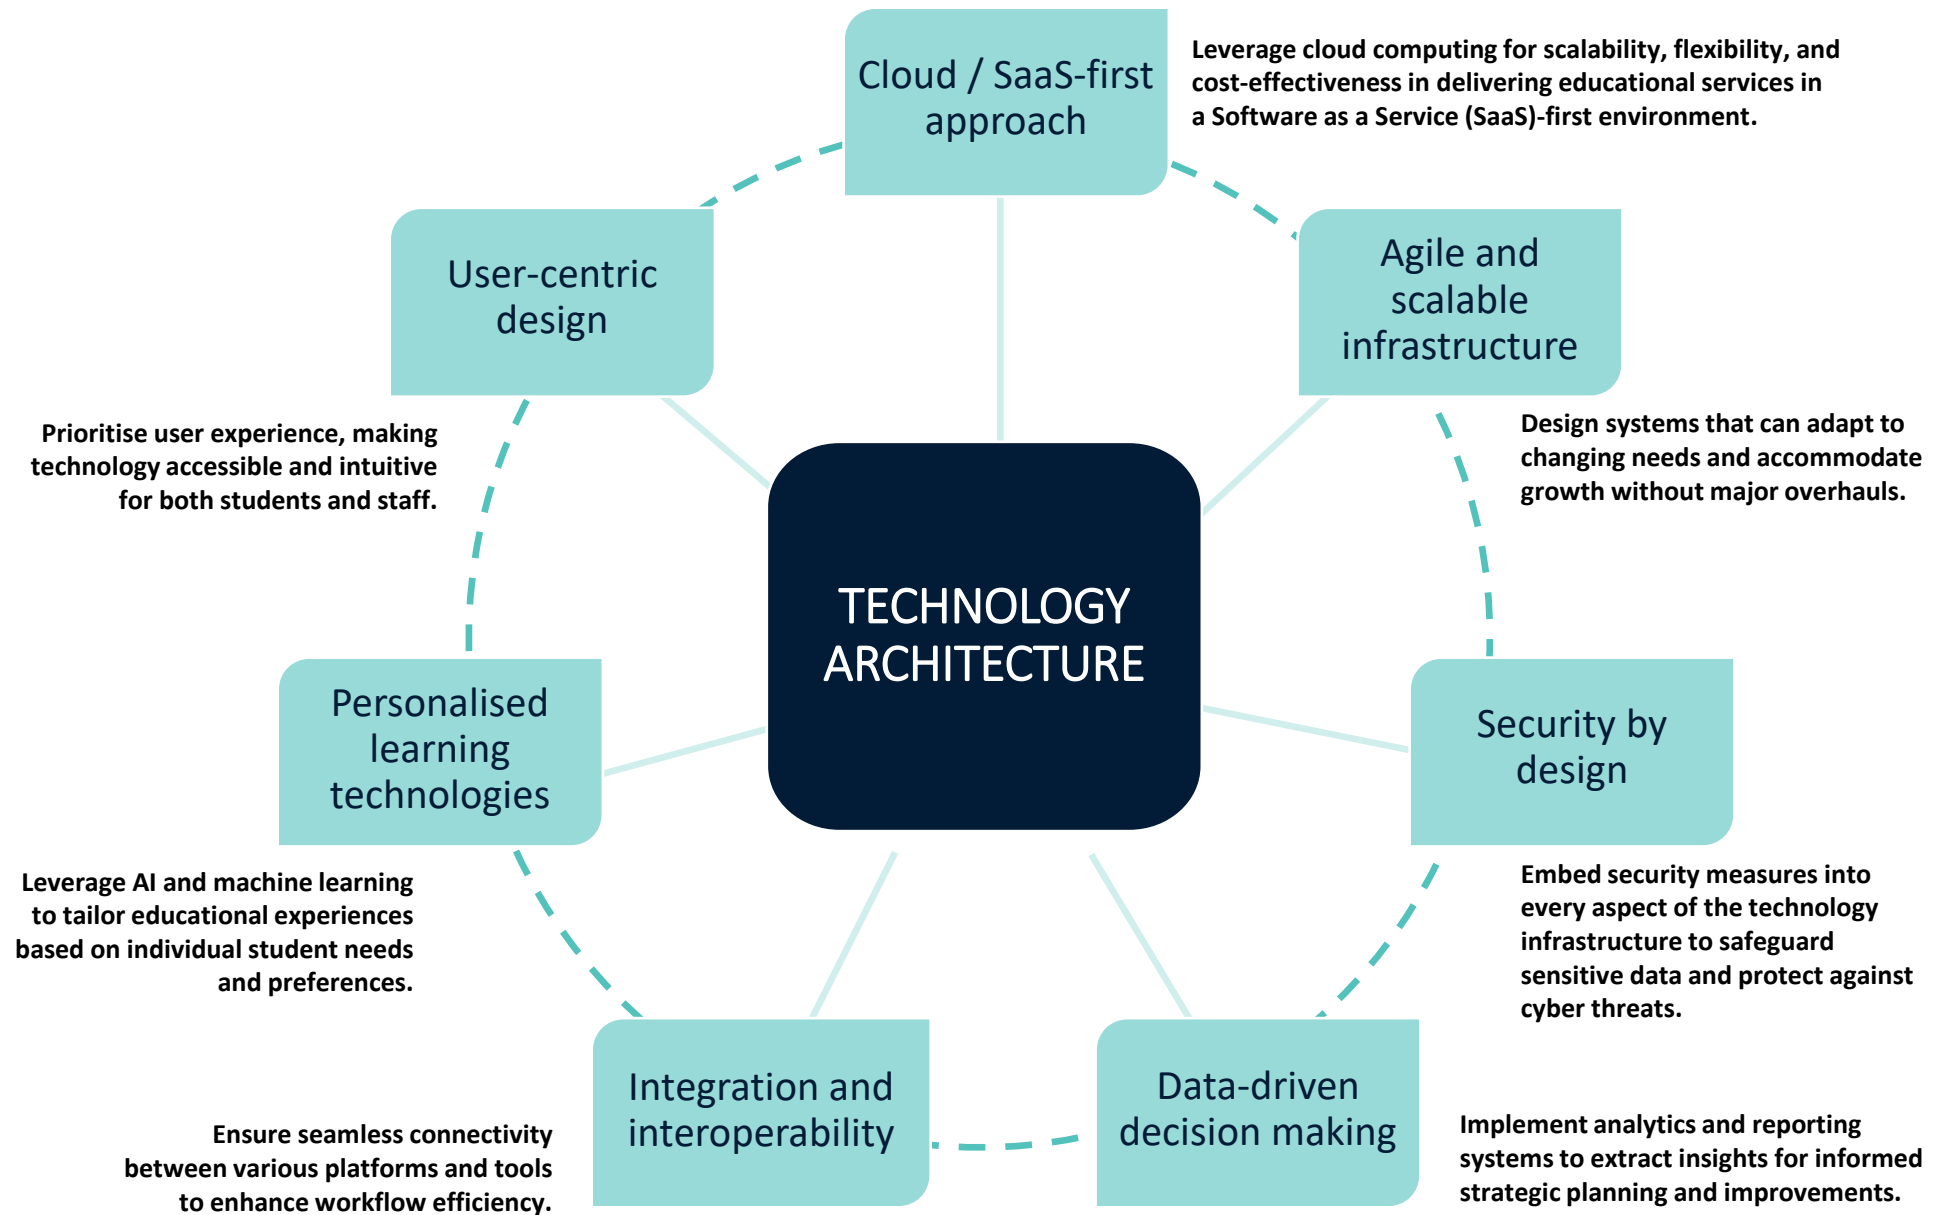 Cloud / SaaS-first
approach
Leverage cloud computing for scalability, flexibility, and
cost-effectiveness in delivering educational services in
a Software as a Service (SaaS)-first environment.
Agile and
scalable
infrastructure
Design systems that can adapt to
changing needs and accommodate
growth without major overhauls.
Security by
design
Embed security measures into
every aspect of the technology
infrastructure to safeguard
sensitive data and protect against
cyber threats.
Data-driven
decision making
Implement analytics and reporting
systems to extract insights for informed
strategic planning and improvements.
Integration and
interoperability
Ensure seamless connectivity
between various platforms and tools
to enhance workflow efficiency.
Personalised
learning
technologies
Leverage AI and machine learning
to tailor educational experiences
based on individual student needs
and preferences.
User-centric
design
Prioritise user experience, making
technology accessible and intuitive
for both students and staff.
TECHNOLOGY
ARCHITECTURE